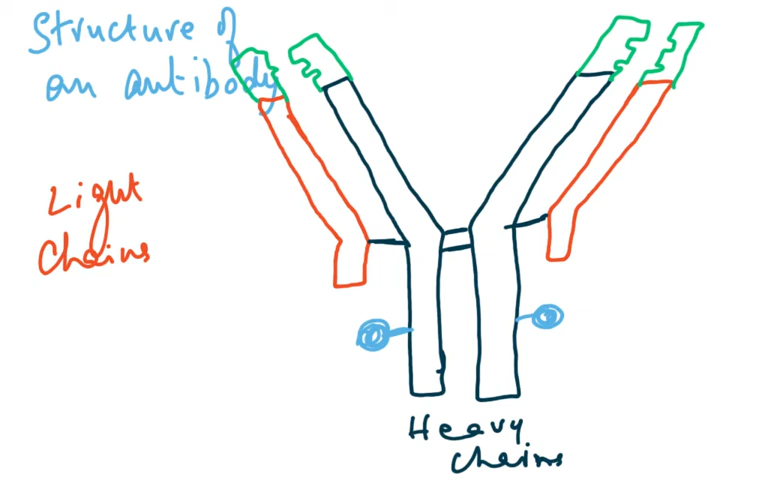 Structure of
an antibody
Light
Chains
Heavy
Chains